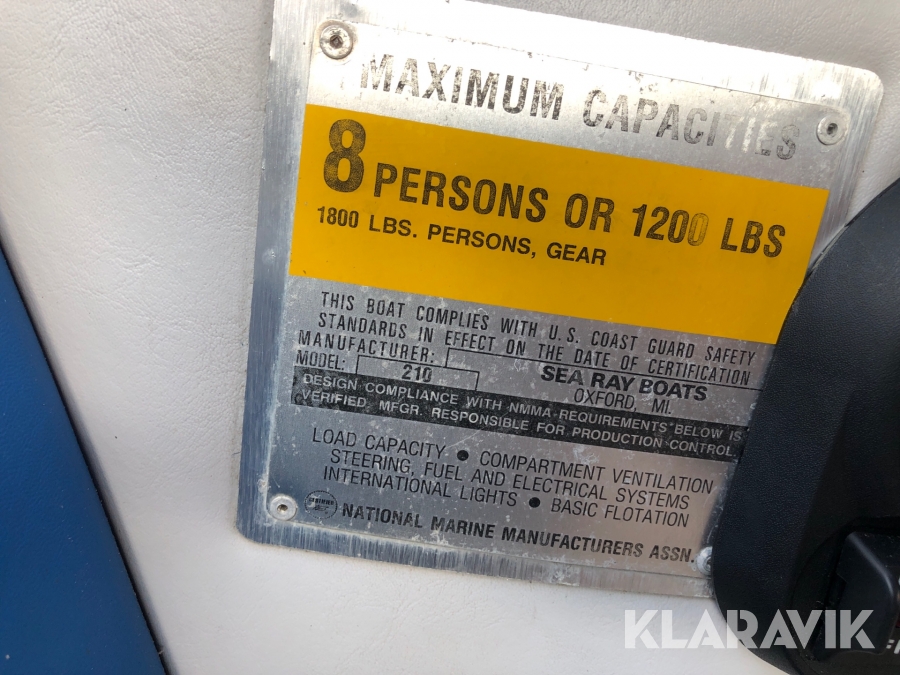 MAXIMUM CAPACITIES
8 PERSONS OR 1200 LBS
1800 LBS. PERSONS, GEAR
THIS BOAT COMPLIES WITH U.S. COAST GUARD SAFETY
STANDARDS IN EFFECT ON THE DATE OF CERTIFICATION
MANUFACTURER: SEA RAY BOATS
MODEL: 210 OXFORD, MI.
DESIGN COMPLIANCE WITH NMMA REQUIREMENTS BELOW IS
VERIFIED. MFGR. RESPONSIBLE FOR PRODUCTION CONTROL.
LOAD CAPACITY • COMPARTMENT VENTILATION
STEERING, FUEL AND ELECTRICAL SYSTEMS
INTERNATIONAL LIGHTS • BASIC FLOTATION
NATIONAL MARINE MANUFACTURERS ASSN.
KLARAVIK